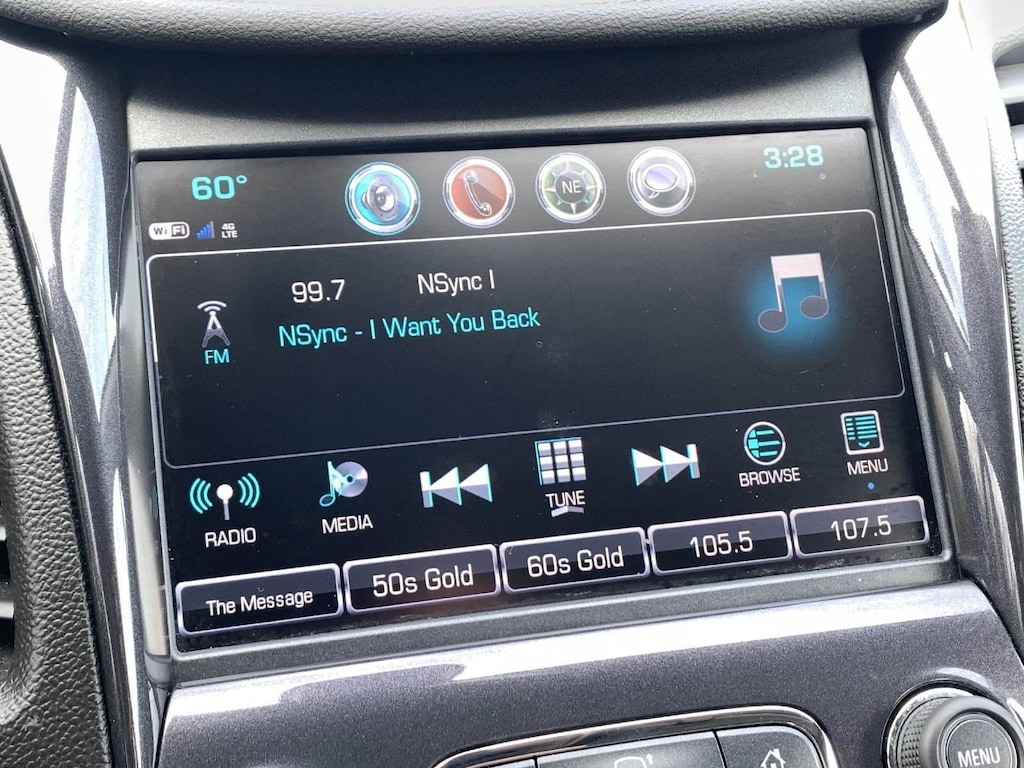 60°
NE
3:28
WiFi 4G LTE
99.7 NSync I
NSync - I Want You Back
FM
RADIO
MEDIA
TUNE
BROWSE
MENU
The Message
50s Gold
60s Gold
105.5
107.5
MENU